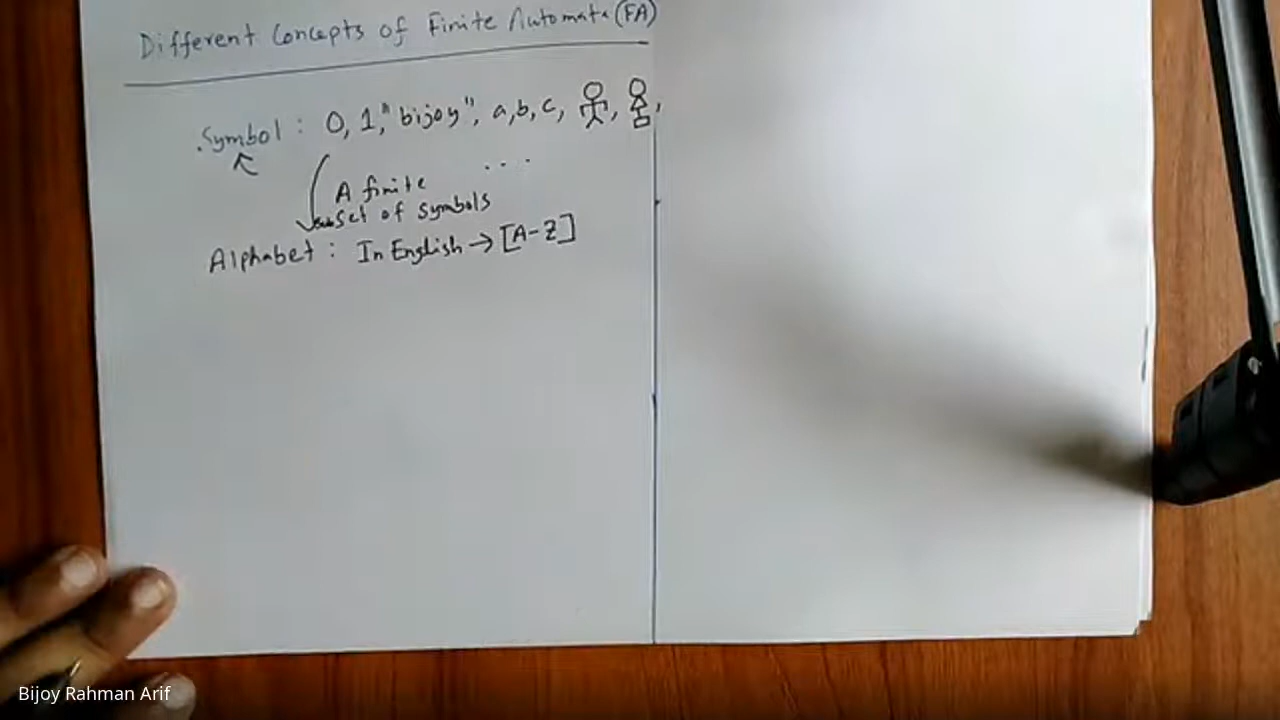 Different Concepts of Finite Automata (FA)
Symbol : 0, 1, "bijoy", a, b, c, , ,
. . .
A finite
set of symbols
Alphabet : In English → [A-Z]
Bijoy Rahman Arif